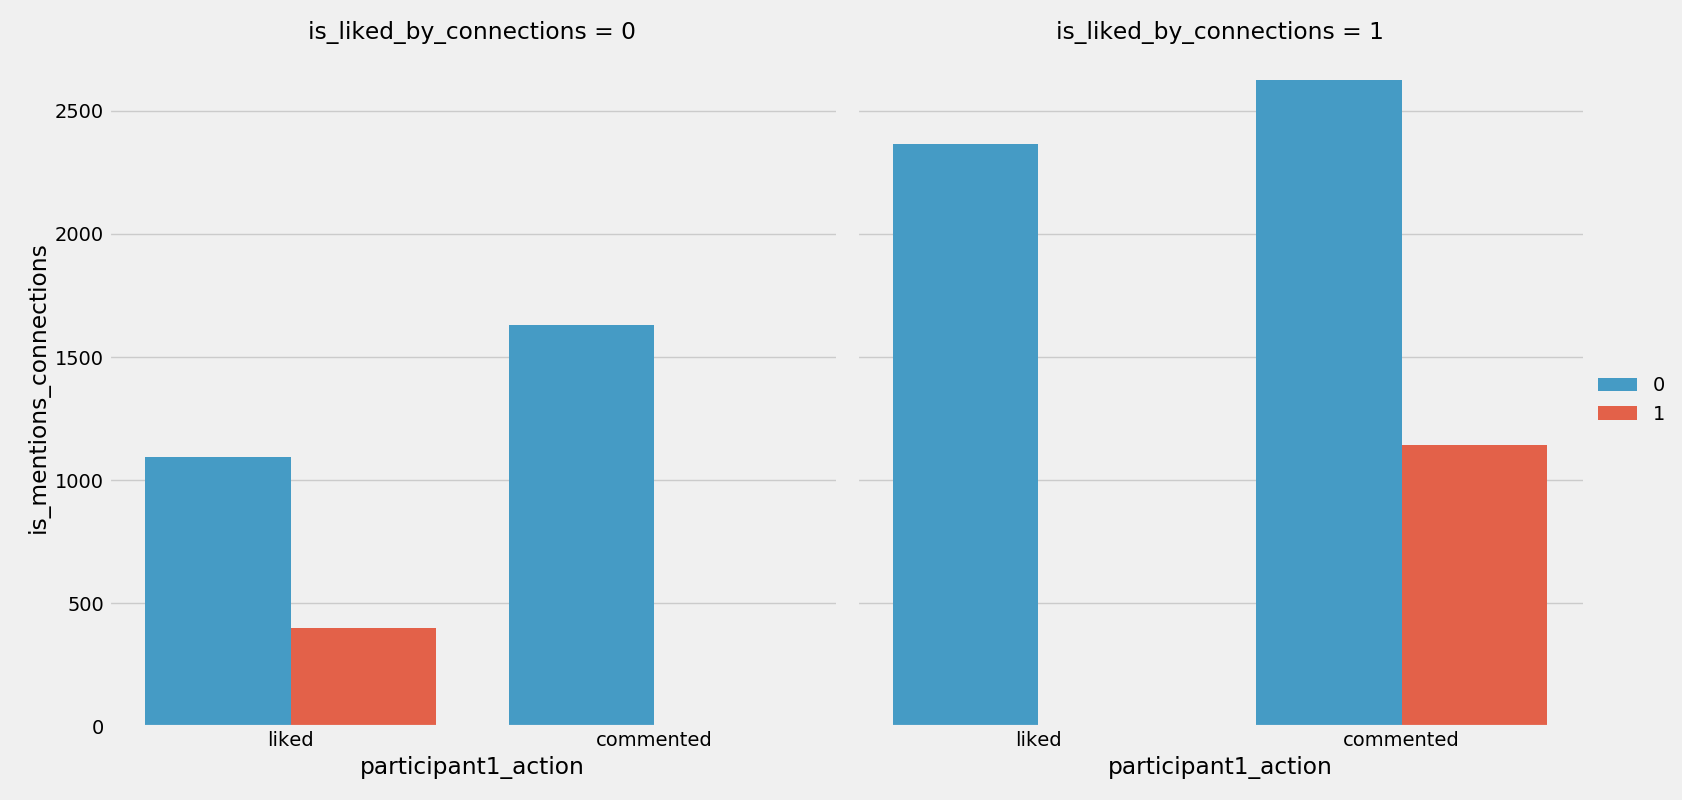 is_liked_by_connections = 0
is_liked_by_connections = 1
is_mentions_connections
2500
2000
1500
1000
500
0
liked
commented
participant1_action
liked
commented
participant1_action
0
1